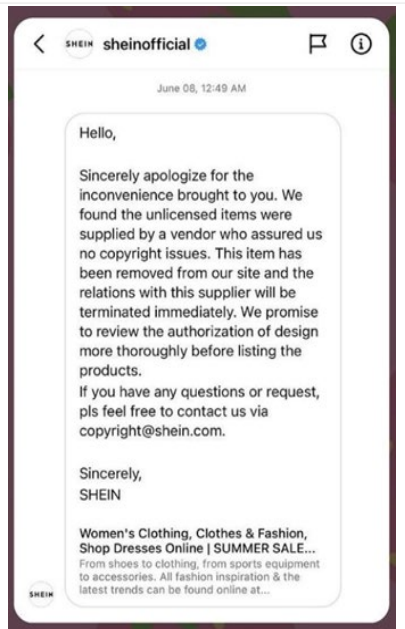 SHEIN sheinofficial
June 08, 12:49 AM
Hello,
Sincerely apologize for the
inconvenience brought to you. We
found the unlicensed items were
supplied by a vendor who assured us
no copyright issues. This item has
been removed from our site and the
relations with this supplier will be
terminated immediately. We promise
to review the authorization of design
more thoroughly before listing the
products.
If you have any questions or request,
pls feel free to contact us via
copyright@shein.com.
Sincerely,
SHEIN
Women's Clothing, Clothes & Fashion,
Shop Dresses Online | SUMMER SALE...
From shoes to clothing, from sports equipment
to accessories. All fashion inspiration & the
latest trends can be found online at...
SHEIN